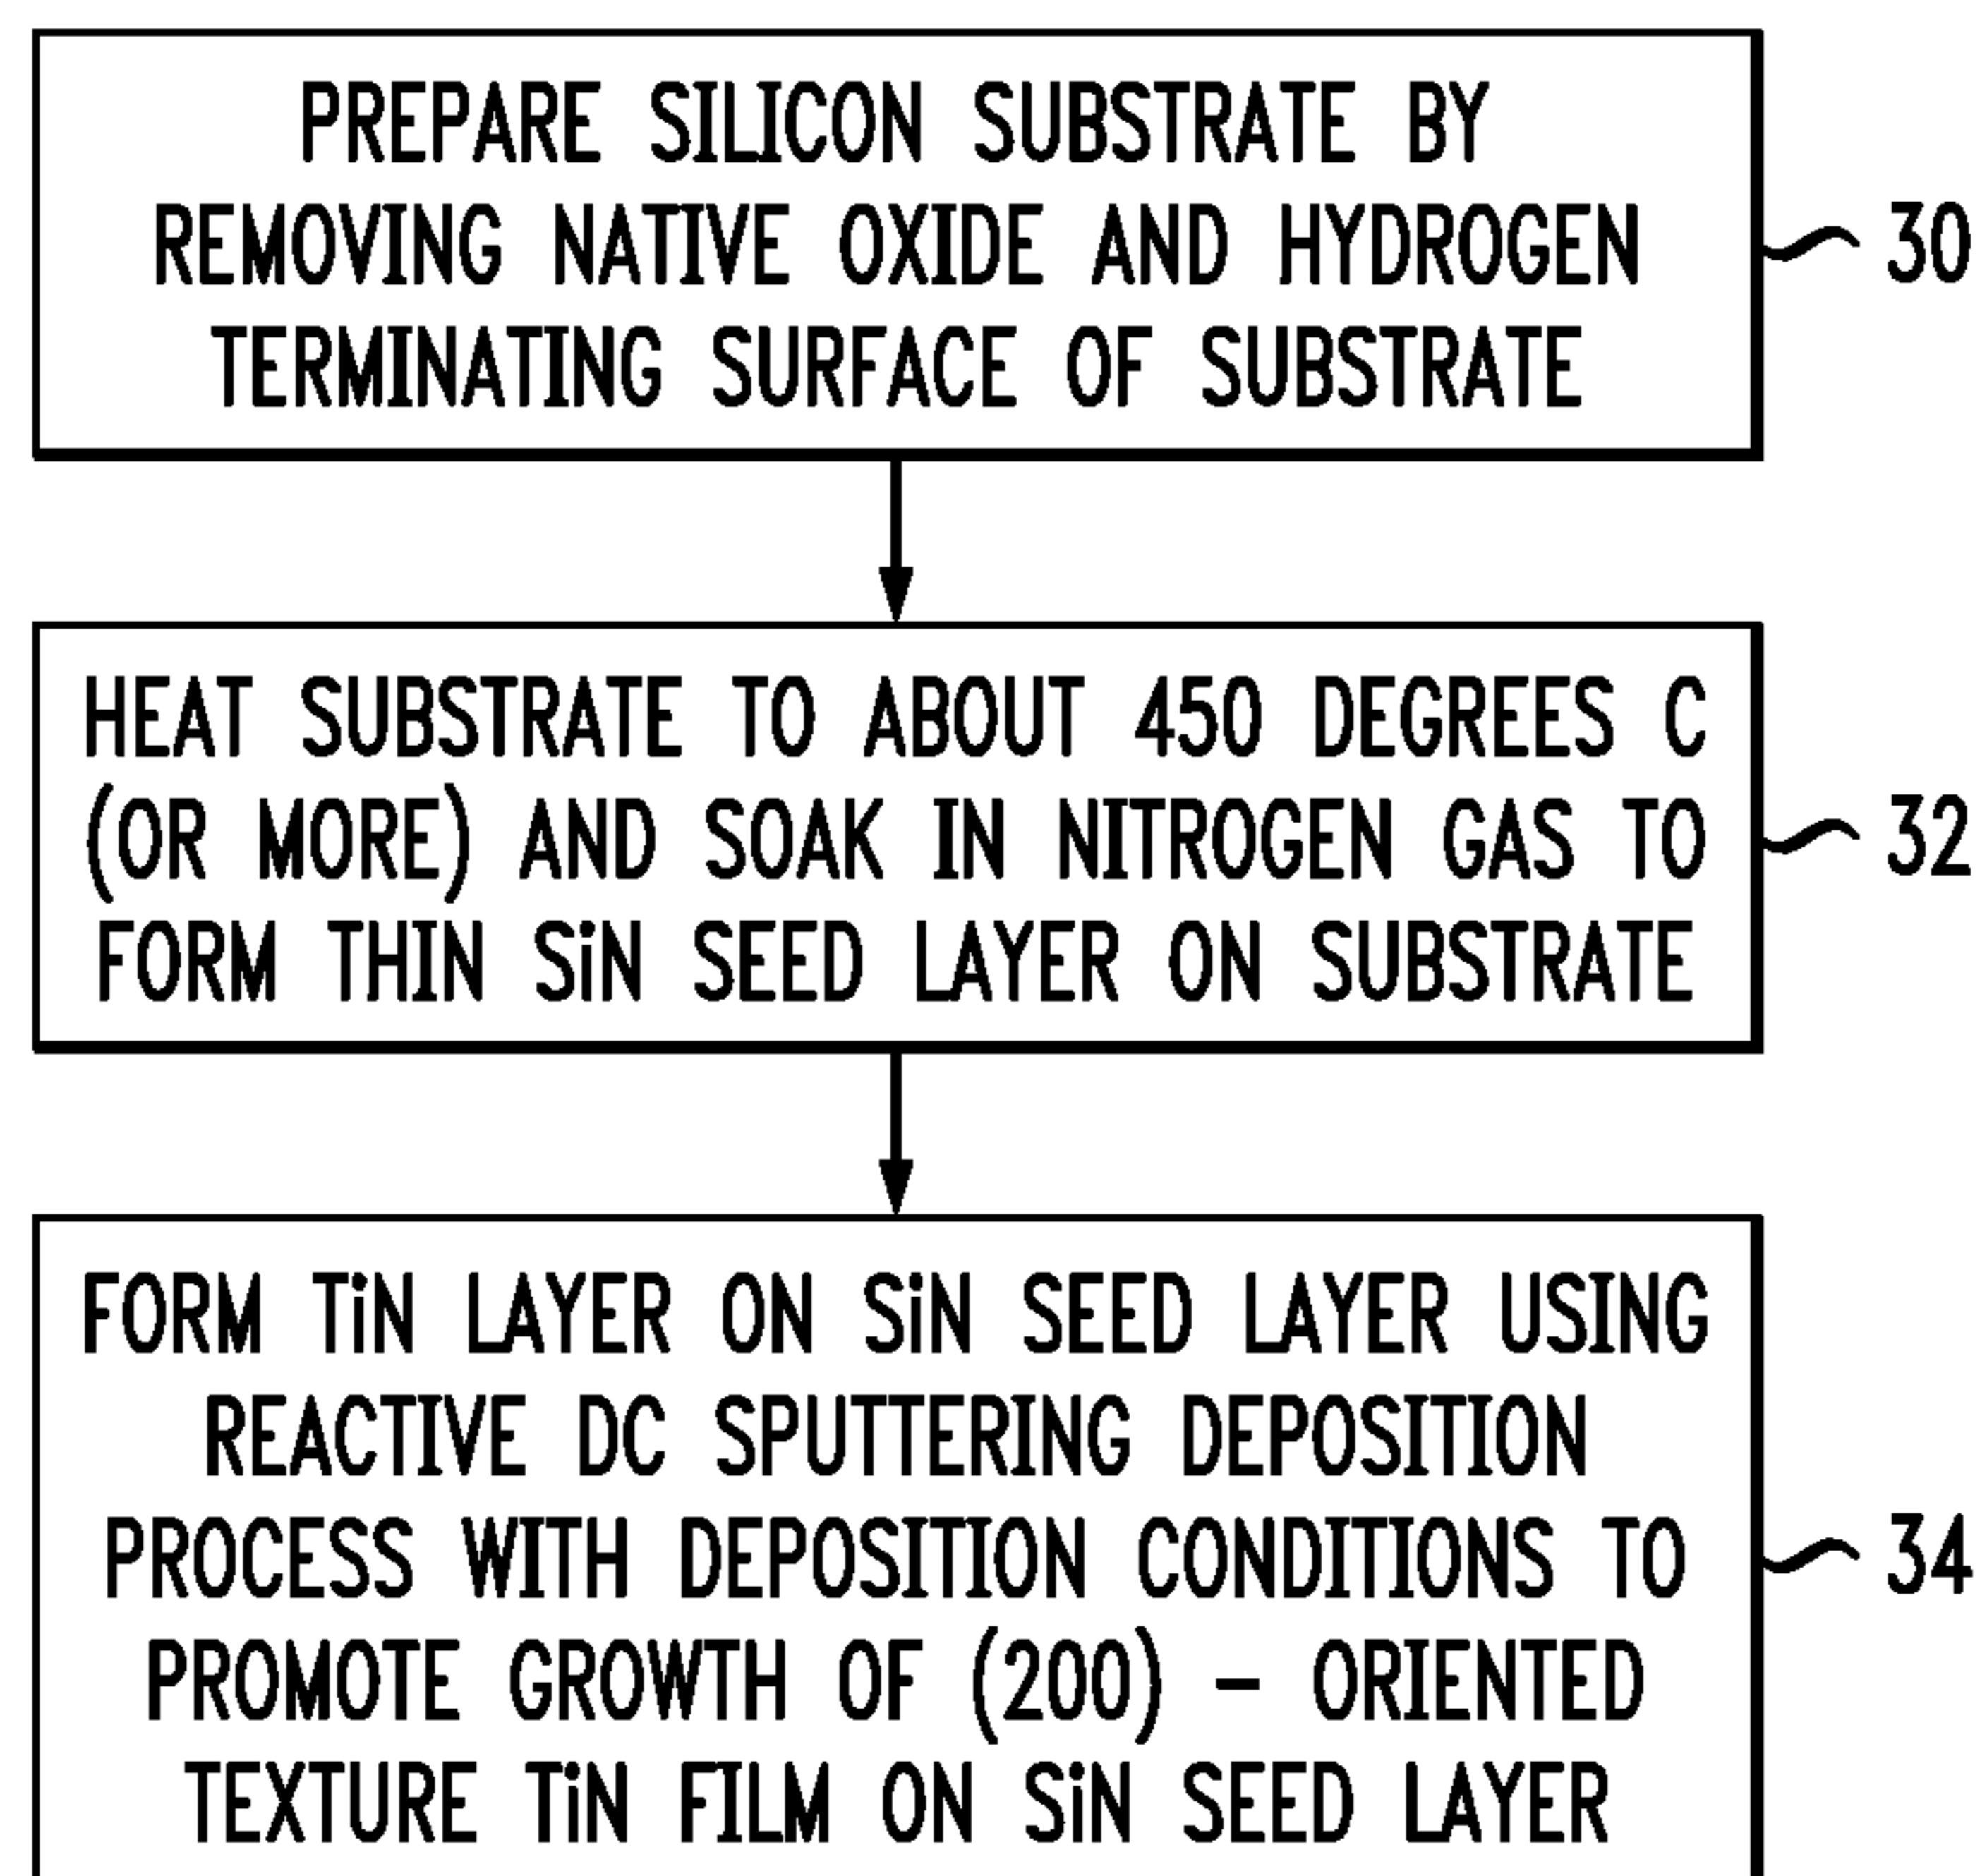 PREPARE SILICON SUBSTRATE BY
REMOVING NATIVE OXIDE AND HYDROGEN
TERMINATING SURFACE OF SUBSTRATE
30
HEAT SUBSTRATE TO ABOUT 450 DEGREES C
(OR MORE) AND SOAK IN NITROGEN GAS TO
FORM THIN SiN SEED LAYER ON SUBSTRATE
32
FORM TiN LAYER ON SiN SEED LAYER USING
REACTIVE DC SPUTTERING DEPOSITION
PROCESS WITH DEPOSITION CONDITIONS TO
PROMOTE GROWTH OF (200) - ORIENTED
TEXTURE TiN FILM ON SiN SEED LAYER
34